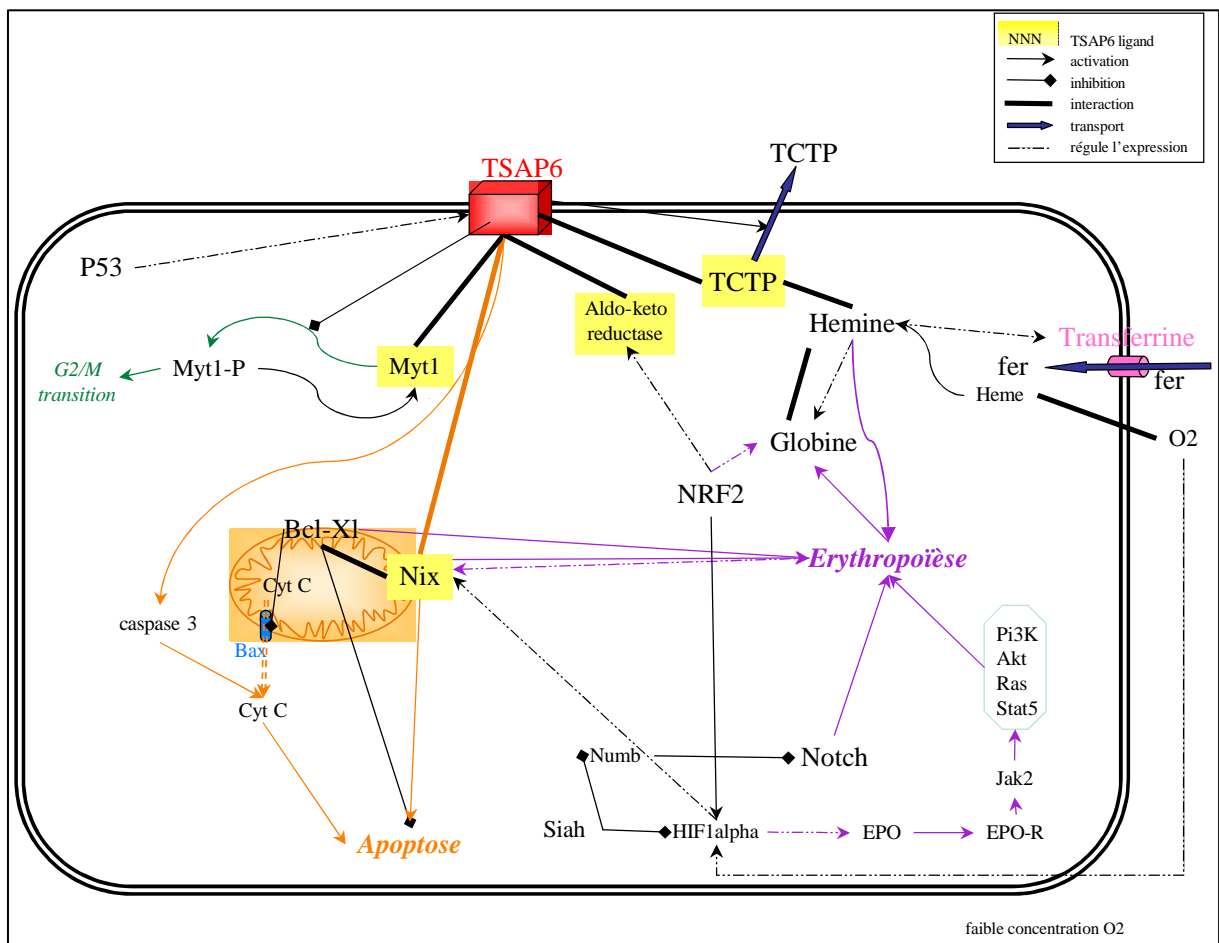 NNN TSAP6 ligand
activation
inhibition
interaction
transport
régule l'expression
TSAP6
TCTP
P53
TCTP
Aldo-keto
reductase
Hemine
Transferrine
fer
fer
Heme
O2
Myt1-P
Myt1
G2/M
transition
Globine
NRF2
Bcl-Xl
Nix
Cyt C
Erythropoïèse
caspase 3
Bax
Cyt C
Pi3K
Akt
Ras
Stat5
Numb
Notch
Jak2
Siah
HIF1alpha
EPO
EPO-R
Apoptose
faible concentration O2